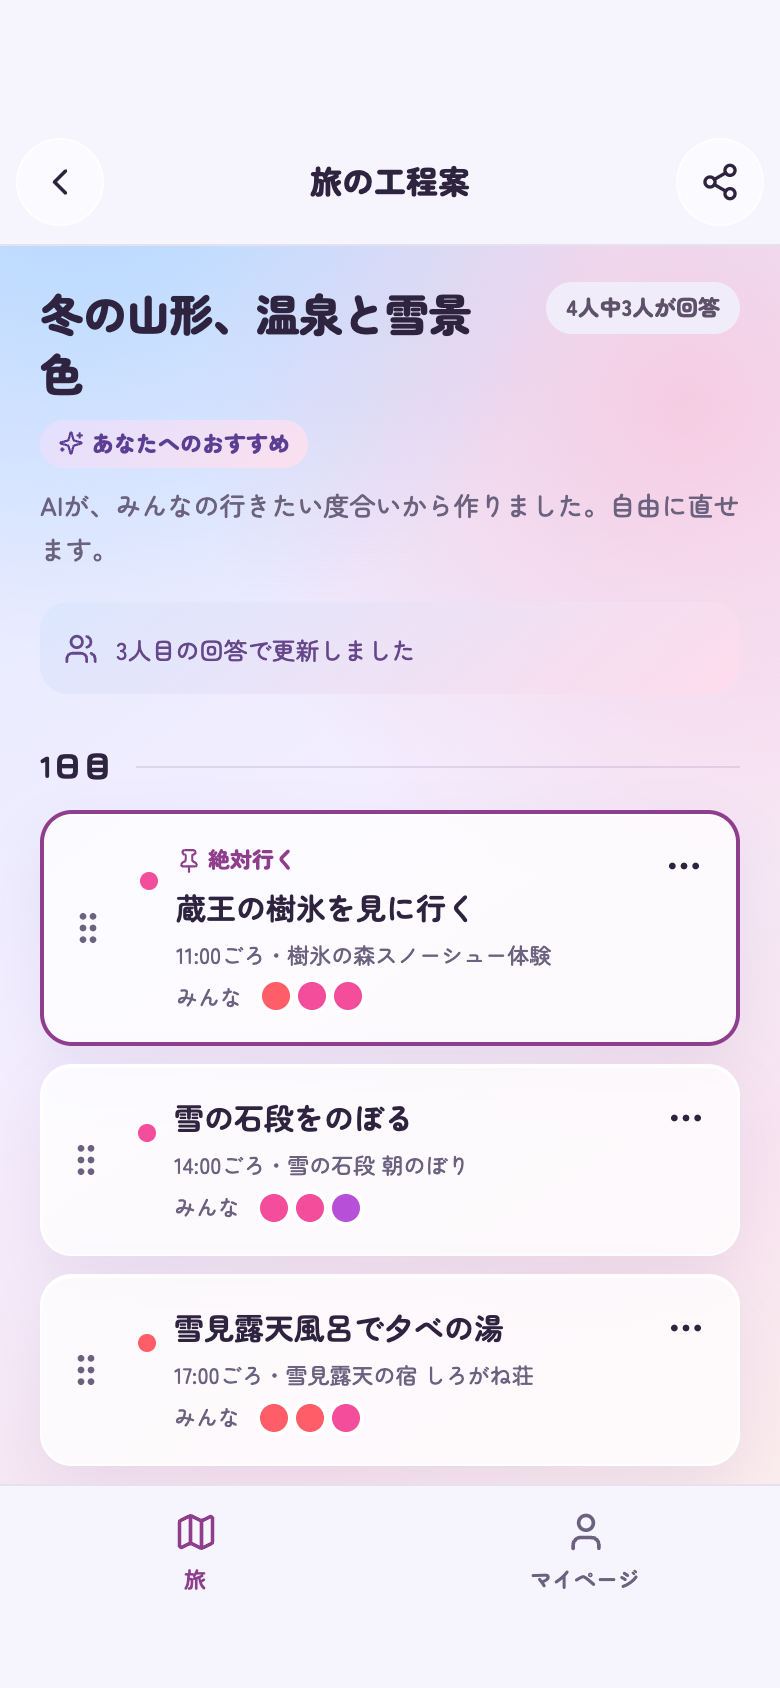 旅の工程案
冬の山形、温泉と雪景
色
4人中3人が回答
あなたへのおすすめ
AIが、みんなの行きたい度合いから作りました。自由に直せ
ます。
3人目の回答で更新しました
1日目
絶対行く
蔵王の樹氷を見に行く
11:00ごろ・樹氷の森スノーシュー体験
みんな
雪の石段をのぼる
14:00ごろ・雪の石段 朝のぼり
みんな
雪見露天風呂で夕べの湯
17:00ごろ・雪見露天の宿 しろがね荘
みんな
旅
マイページ